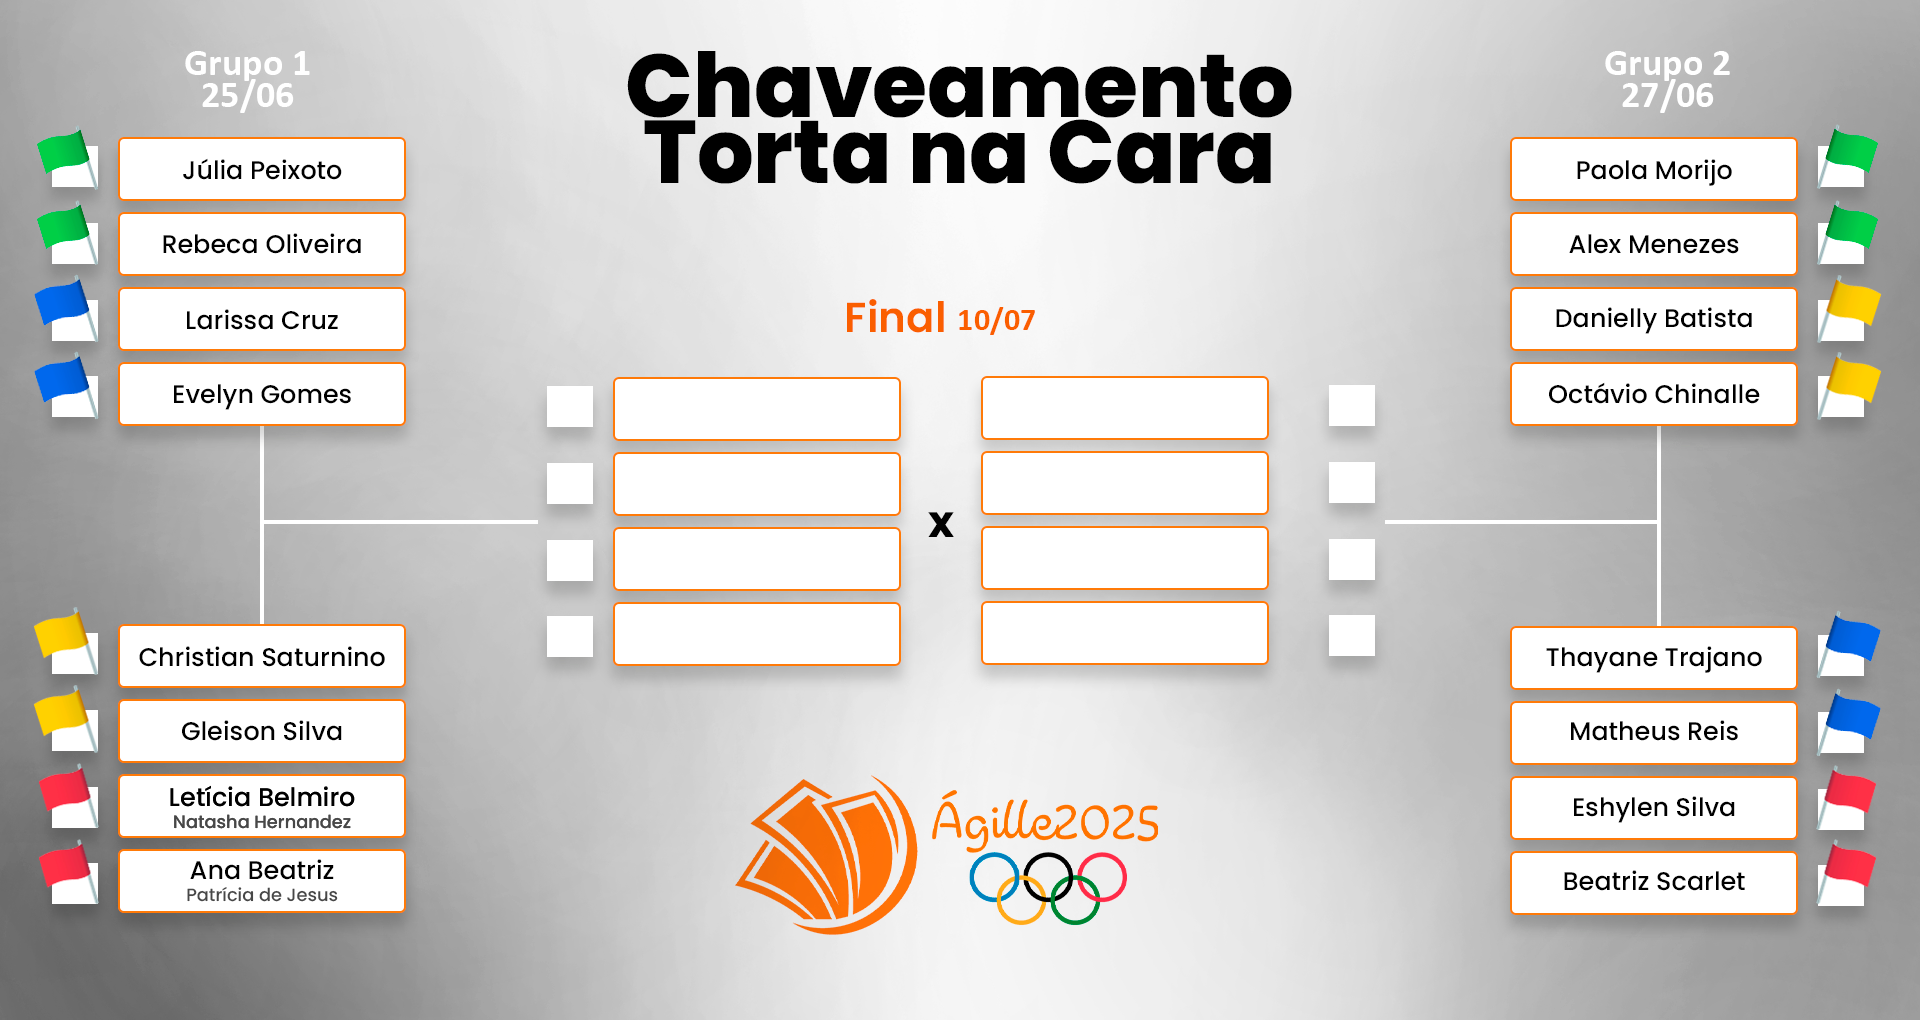 Chaveamento
Torta na Cara
Grupo 1
25/06
Júlia Peixoto
Rebeca Oliveira
Larissa Cruz
Evelyn Gomes
Christian Saturnino
Gleison Silva
Letícia Belmiro
Natasha Hernandez
Ana Beatriz
Patrícia de Jesus
Final 10/07
x
Ágille2025
Grupo 2
27/06
Paola Morijo
Alex Menezes
Danielly Batista
Octávio Chinalle
Thayane Trajano
Matheus Reis
Eshylen Silva
Beatriz Scarlet